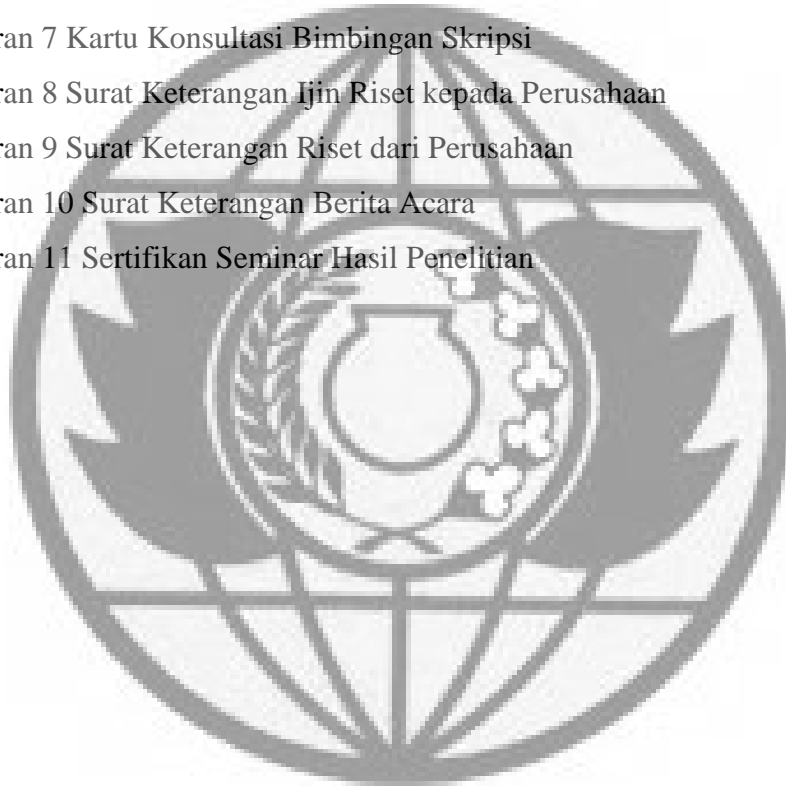 ran 7 Kartu Konsultasi Bimbingan Skripsi
ran 8 Surat Keterangan Ijin Riset kepada Perusahaan
ran 9 Surat Keterangan Riset dari Perusahaan
ran 10 Surat Keterangan Berita Acara
ran 11 Sertifikan Seminar Hasil Penelitian